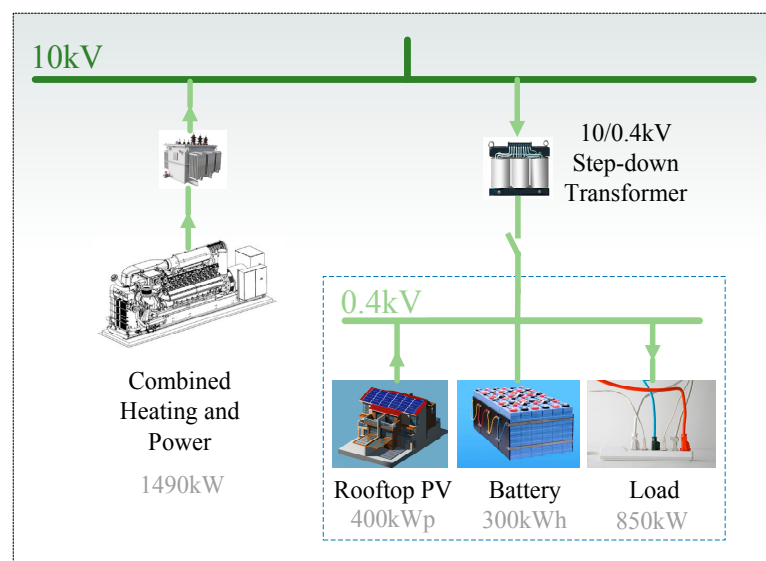 10kV
10/0.4kV
Step-down
Transformer
0.4kV
Combined
Heating and
Power
1490kW
Rooftop PV
400kWp
Battery
300kWh
Load
850kW